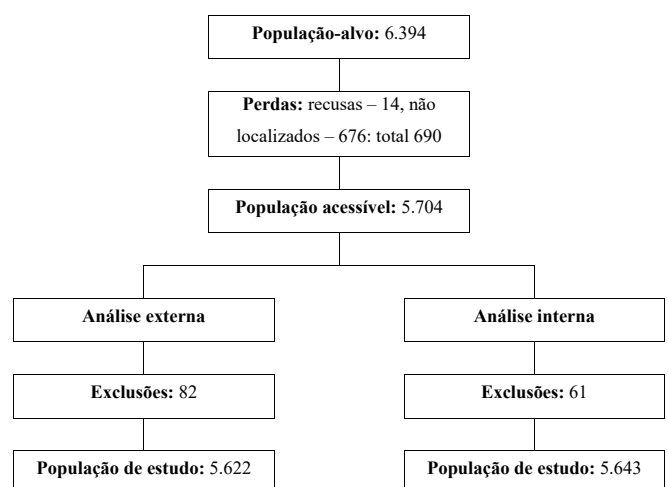 População-alvo: 6.394
Perdas: recusas – 14, não
localizados – 676: total 690
População acessível: 5.704
Análise externa
Análise interna
Exclusões: 82
Exclusões: 61
População de estudo: 5.622
População de estudo: 5.643